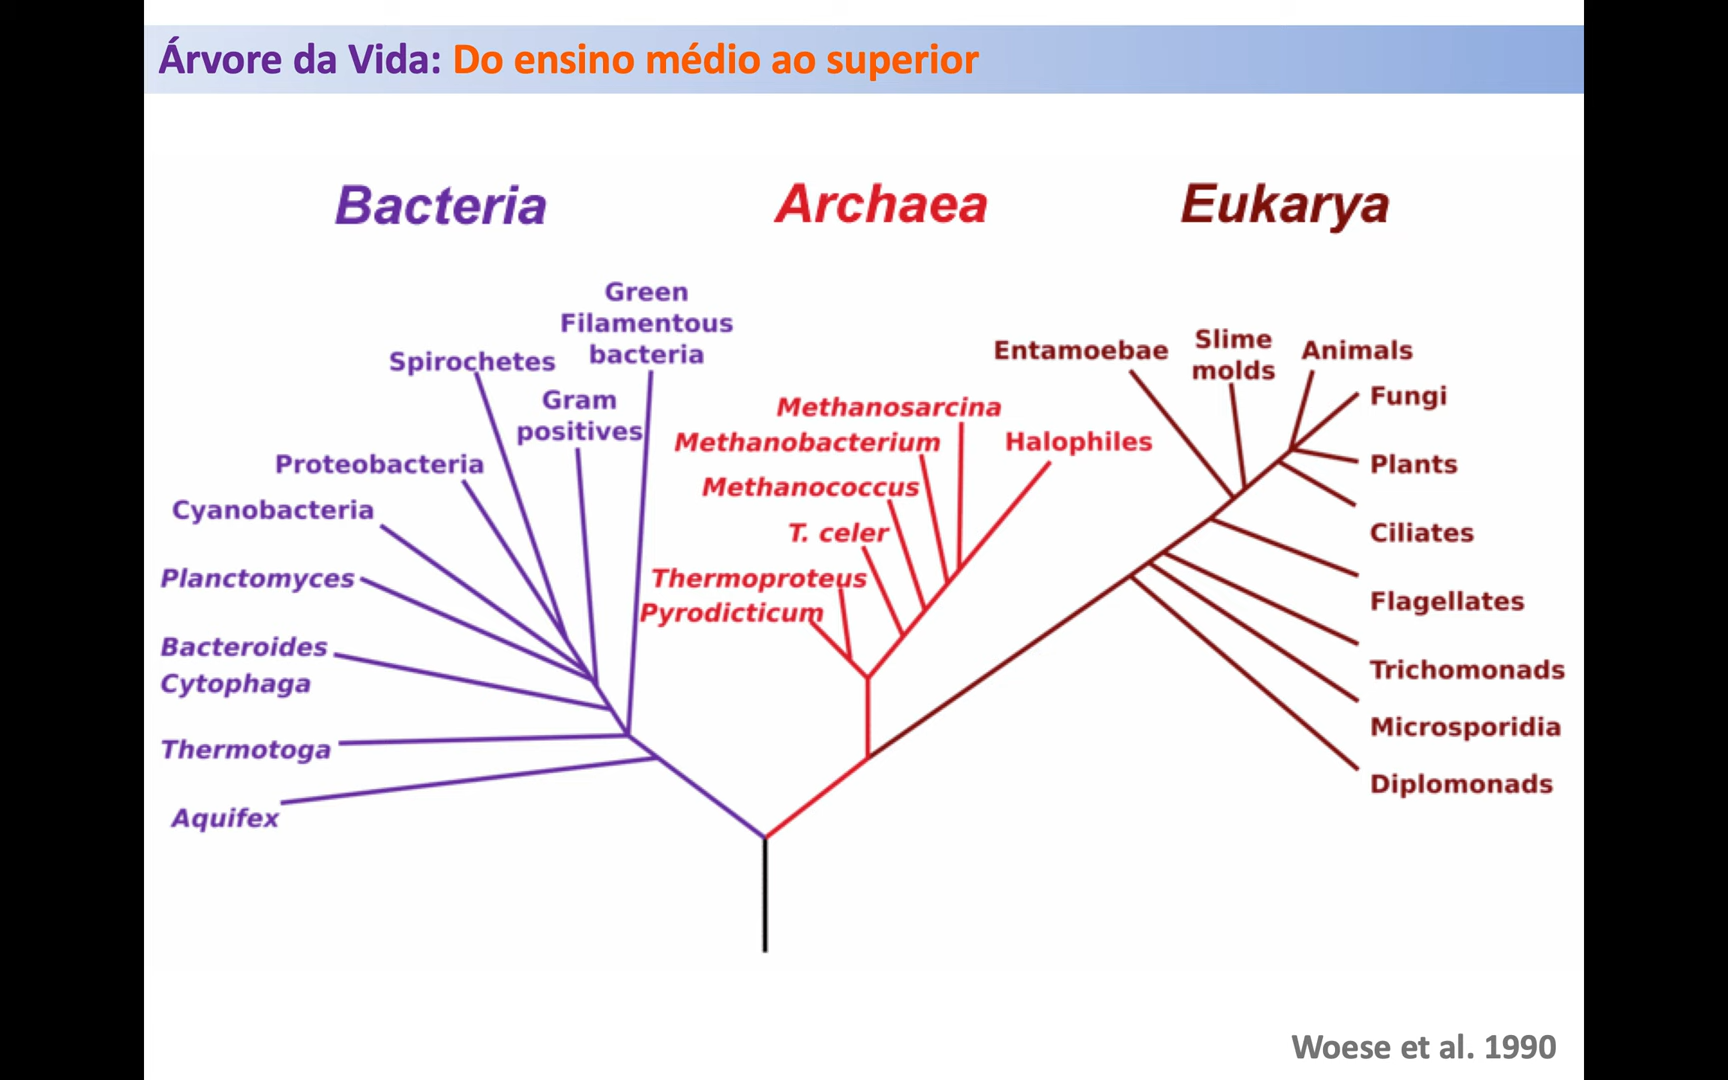 Árvore da Vida: Do ensino médio ao superior
Bacteria
Archaea
Eukarya
Green
Filamentous
bacteria
Spirochetes
Gram
positives
Proteobacteria
Cyanobacteria
Planctomyces
Bacteroides
Cytophaga
Thermotoga
Aquifex
Methanosarcina
Methanobacterium
Halophiles
Methanococcus
T. celer
Thermoproteus
Pyrodicticum
Entamoebae
Slime
molds
Animals
Fungi
Plants
Ciliates
Flagellates
Trichomonads
Microsporidia
Diplomonads
Woese et al. 1990